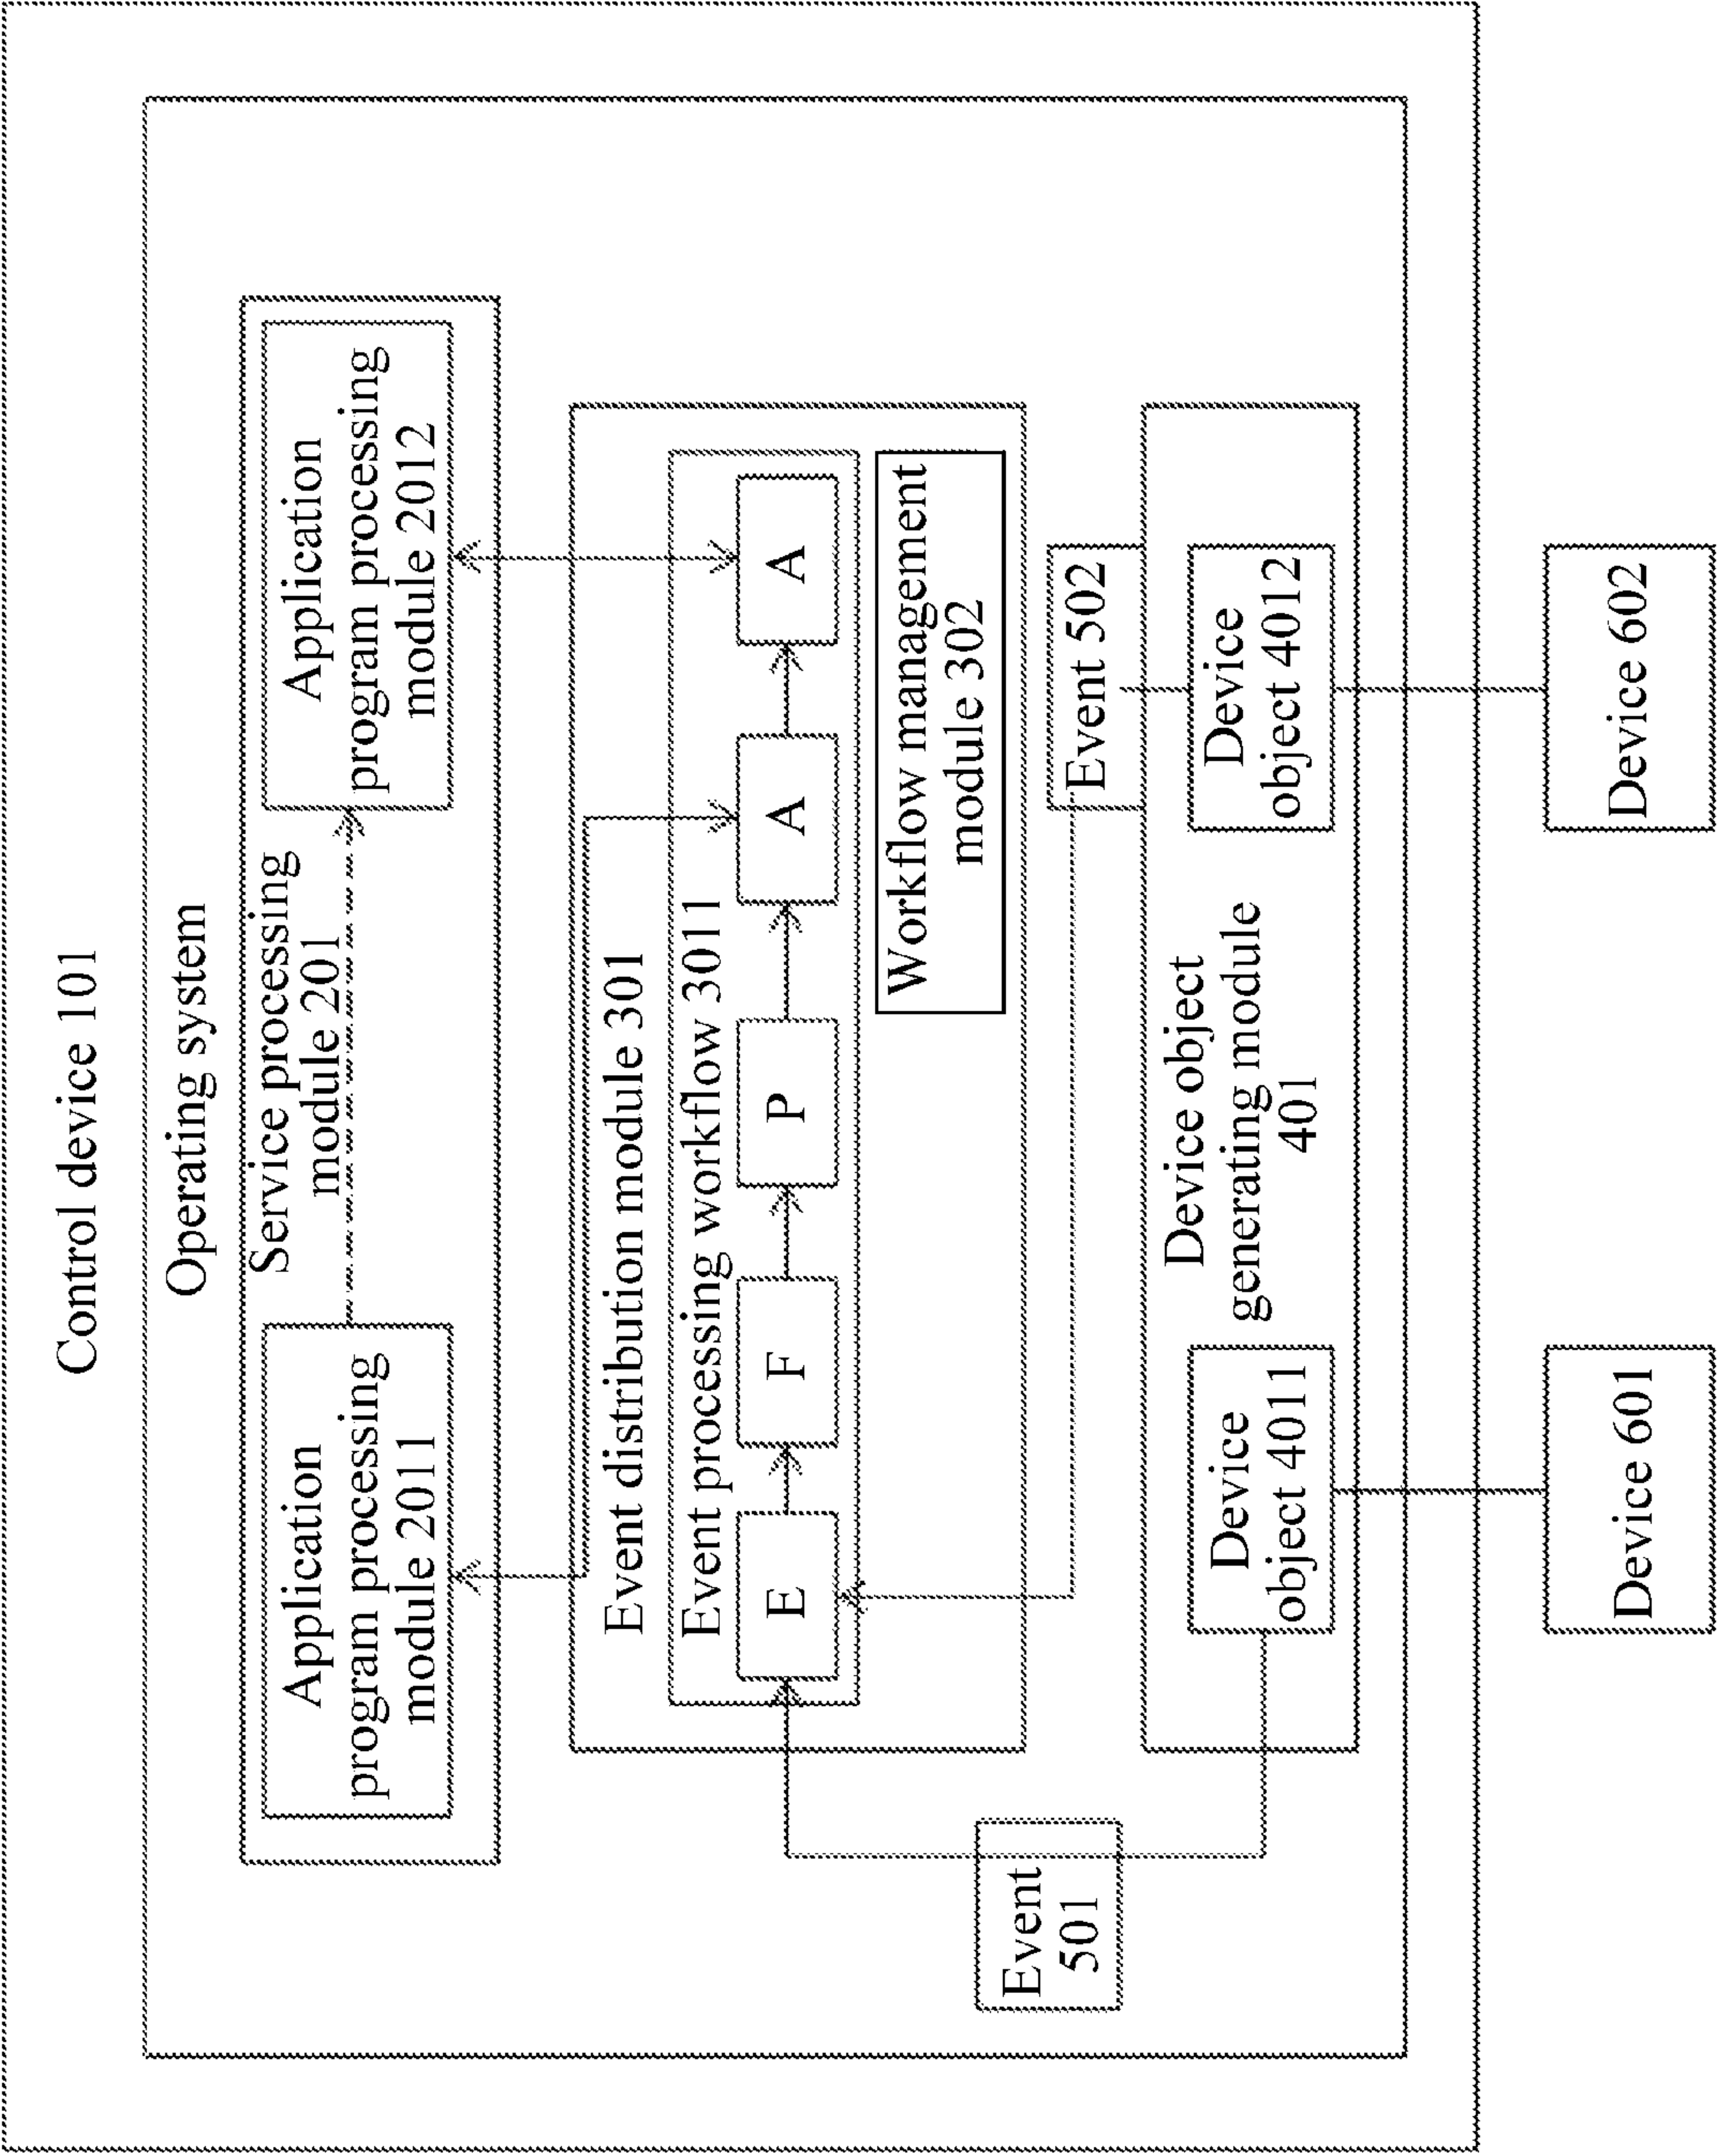 Control device 101
Operating system
Service processing
module 201
Application
program processing
module 2011
Application
program processing
module 2012
Event distribution module 301
Event processing workflow 3011
E
F
P
A
A
Workflow management
module 302
Event
501
Event 502
Device
object 4011
Device object
generating module
401
Device
object 4012
Device 601
Device 602